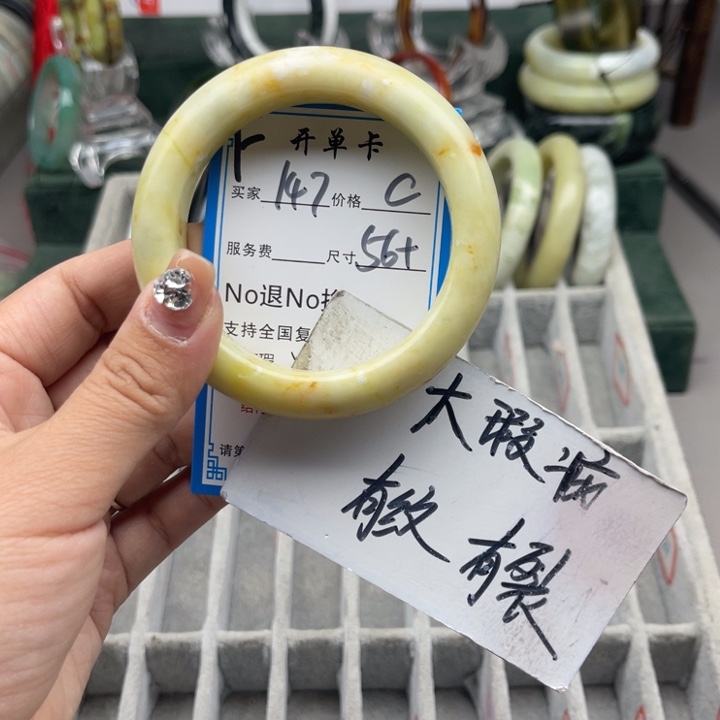 开单卡
买家 147 价格 C
服务费 尺寸 56+
No退No换
支持全国复
请第
大瑕疵
有纹 有裂